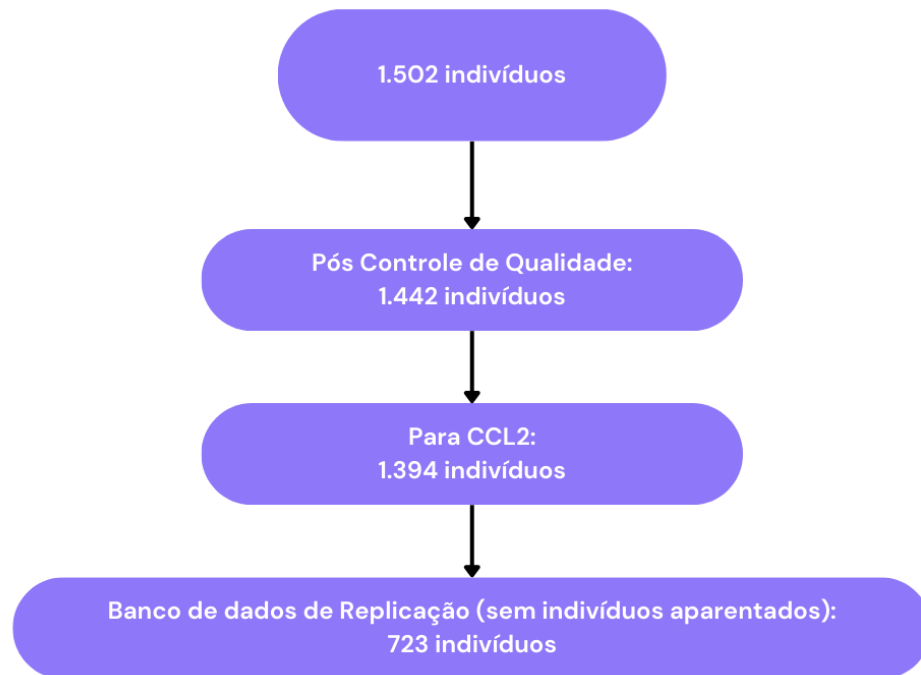 1.502 indivíduos
Pós Controle de Qualidade:
1.442 indivíduos
Para CCL2:
1.394 indivíduos
Banco de dados de Replicação (sem indivíduos aparentados):
723 indivíduos